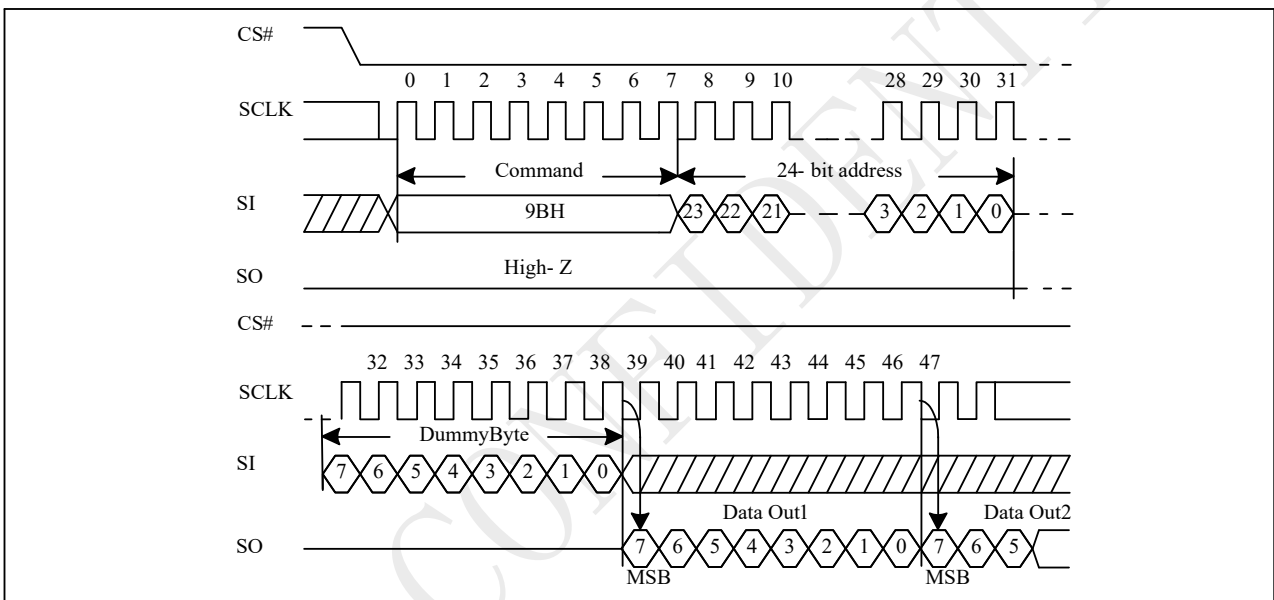 CS#
0 1 2 3 4 5 6 7 8 9 10 28 29 30 31
SCLK
Command 24- bit address
SI 9BH 23 22 21 3 2 1 0
High- Z
SO
CS#
32 33 34 35 36 37 38 39 40 41 42 43 44 45 46 47
SCLK
DummyByte
SI 7 6 5 4 3 2 1 0
Data Out1 Data Out2
SO 7 6 5 4 3 2 1 0 7 6 5
MSB MSB